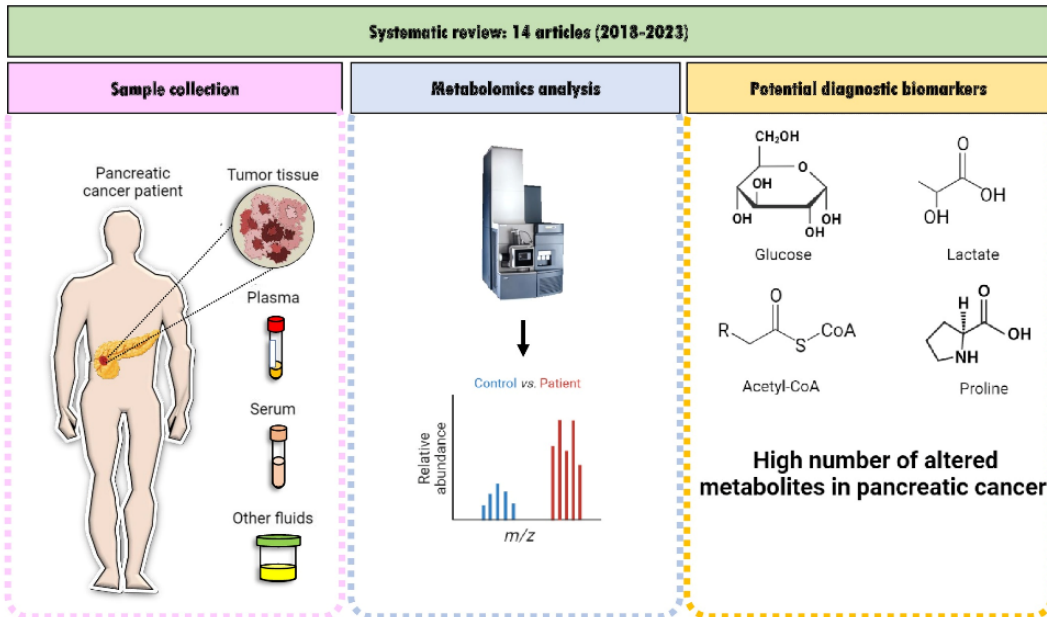 Systematic review: 14 articles (2018-2023)
Sample collection
Pancreatic
cancer patient
Tumor tissue
Plasma
Serum
Other fluids
Metabolomics analysis
Control vs. Patient
Relative
abundance
m/z
Potential diagnostic biomarkers
CH₂OH
O
OH
OH
OH
OH
Glucose
O
OH
OH
Lactate
O
R
S
CoA
Acetyl-CoA
H
O
OH
NH
Proline
High number of altered
metabolites in pancreatic cancer